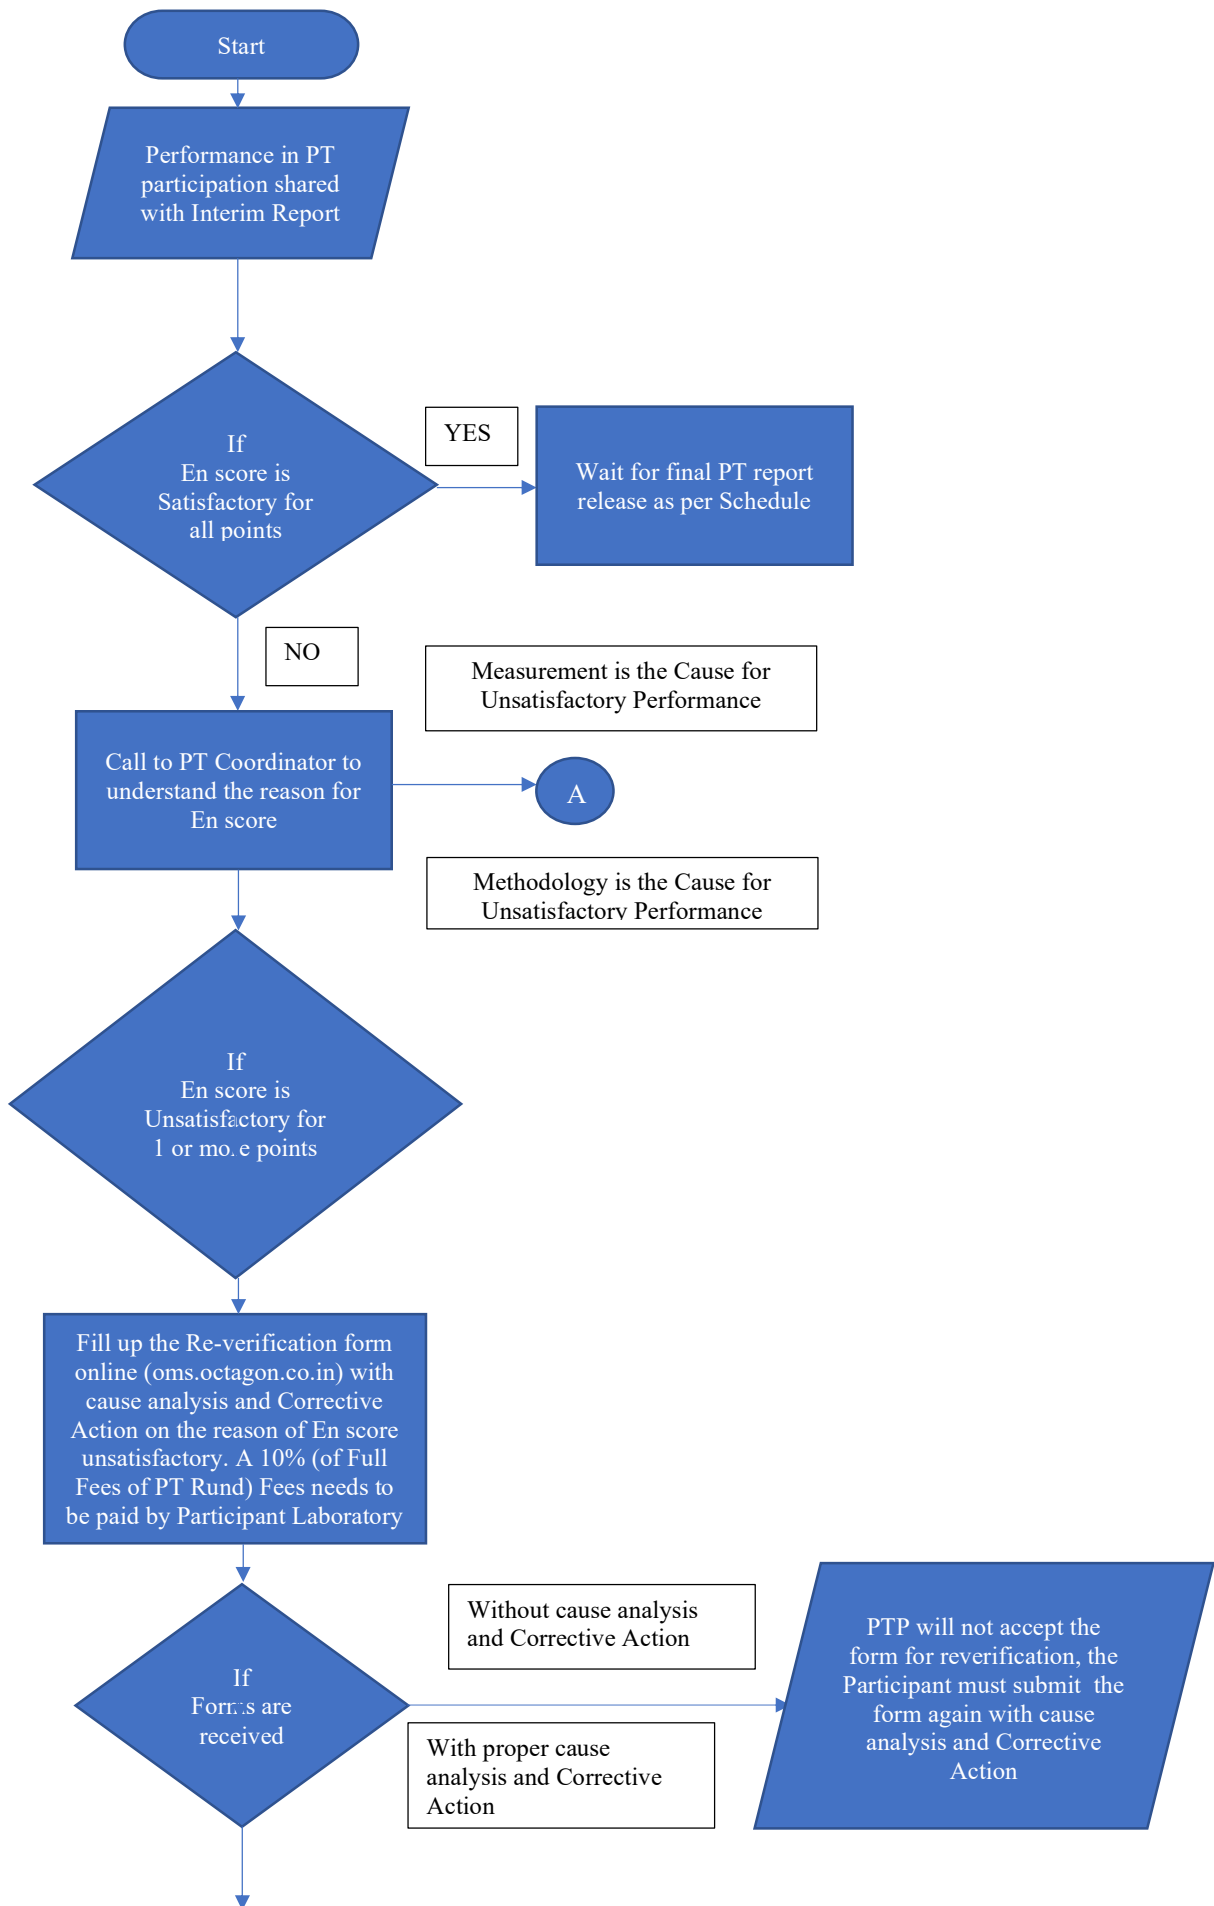 Start
Performance in PT
participation shared
with Interim Report
If
En score is
Satisfactory for
all points
YES
Wait for final PT report
release as per Schedule
NO
Measurement is the Cause for
Unsatisfactory Performance
Call to PT Coordinator to
understand the reason for
En score
A
Methodology is the Cause for
Unsatisfactory Performance
If
En score is
Unsatisfactory for
1 or more points
Fill up the Re-verification form
online (oms.octagon.co.in) with
cause analysis and Corrective
Action on the reason of En score
unsatisfactory. A 10% (of Full
Fees of PT Rund) Fees needs to
be paid by Participant Laboratory
If
Forms are
received
Without cause analysis
and Corrective Action
With proper cause
analysis and Corrective
Action
PTP will not accept the
form for reverification, the
Participant must submit  the
form again with cause
analysis and Corrective
Action